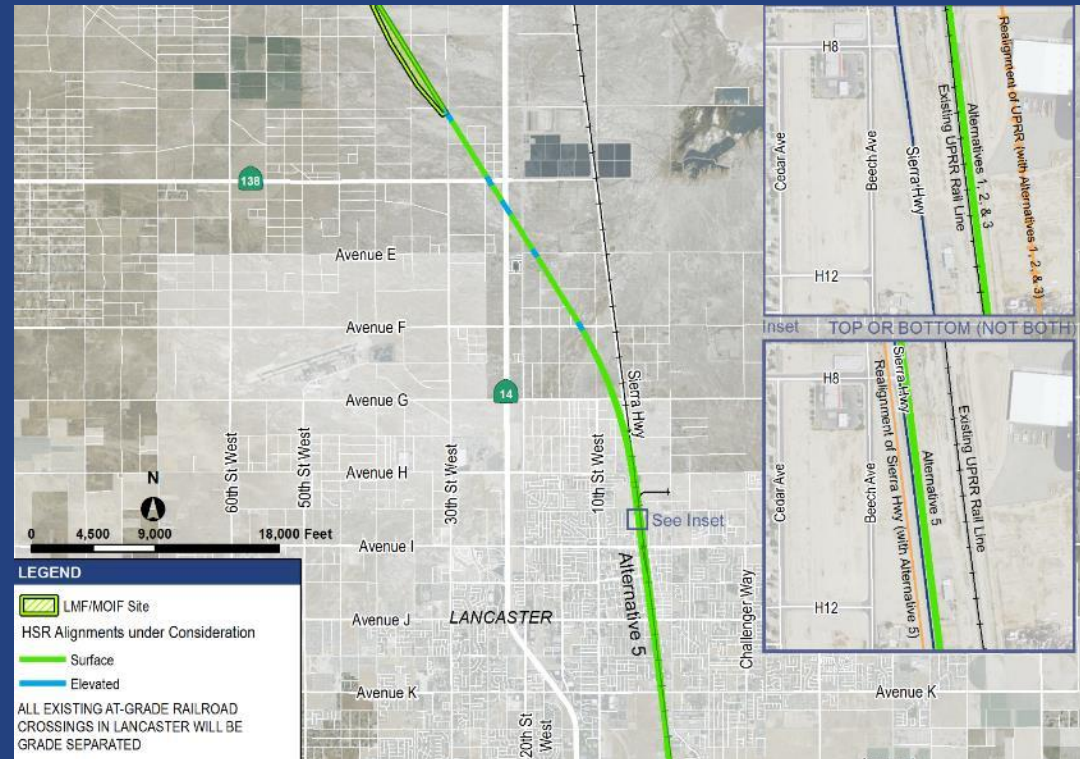 138
Avenue E
Avenue F
Avenue G
14
Sierra Hwy
60th St West
50th St West
30th St West
10th St West
Avenue H
See Inset
Avenue I
Avenue J
LANCASTER
Alternative 5
Challenger Way
Avenue K
20th St
West
Avenue K
N
0 4,500 9,000 18,000 Feet
LEGEND
LMF/MOIF Site
HSR Alignments under Consideration
Surface
Elevated
ALL EXISTING AT-GRADE RAILROAD
CROSSINGS IN LANCASTER WILL BE
GRADE SEPARATED
H8
Cedar Ave
Beech Ave
Sierra Hwy
Existing UPRR Rail Line
Alternatives 1, 2, & 3
Realignment of UPRR (with Alternatives 1, 2, & 3)
H12
Inset TOP OR BOTTOM (NOT BOTH)
H8
Cedar Ave
Beech Ave
Realignment of Sierra Hwy (with Alternative 5)
Sierra Hwy
Alternative 5
Existing UPRR Rail Line
H12